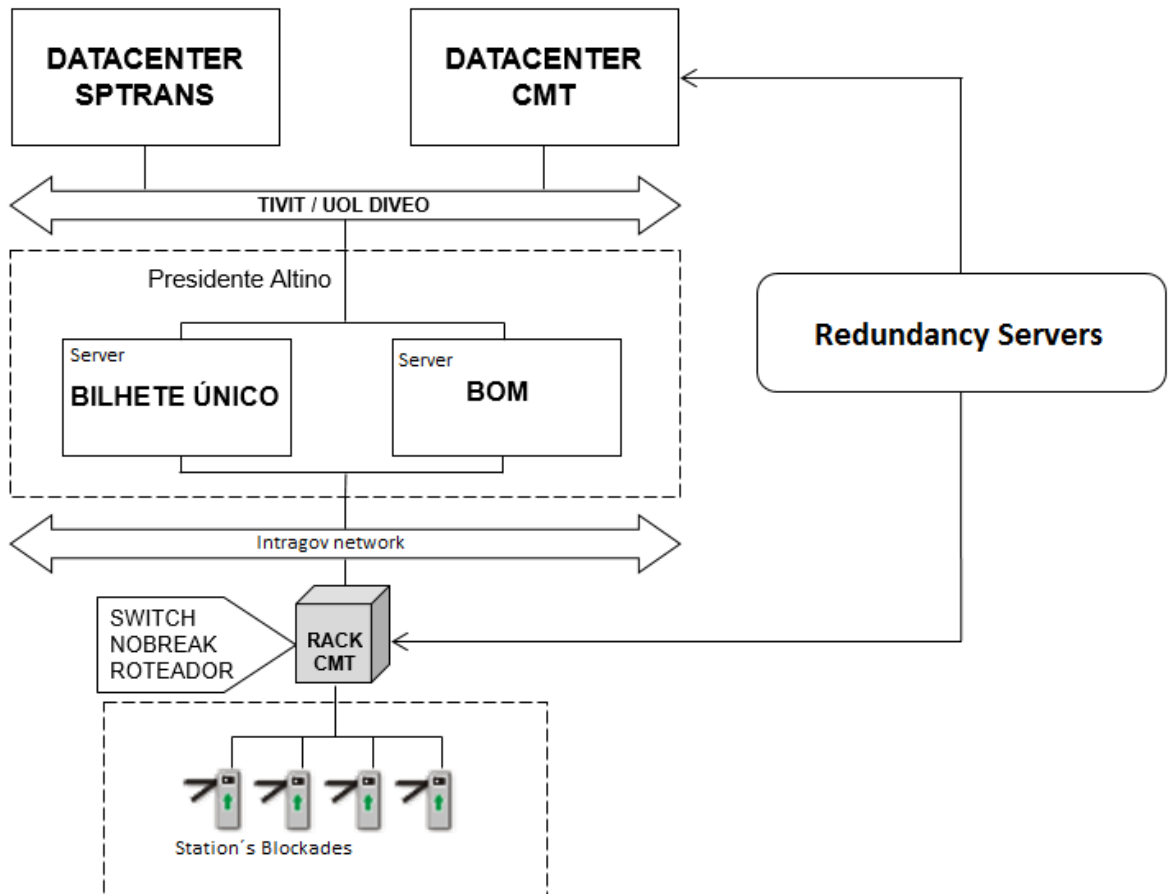 DATACENTER
SPTRANS
DATACENTER
CMT
TIVIT / UOL DIVEO
Presidente Altino
Server
BILHETE ÚNICO
Server
BOM
Redundancy Servers
Intragov network
SWITCH
NOBREAK
ROTEADOR
RACK
CMT
Station´s Blockades